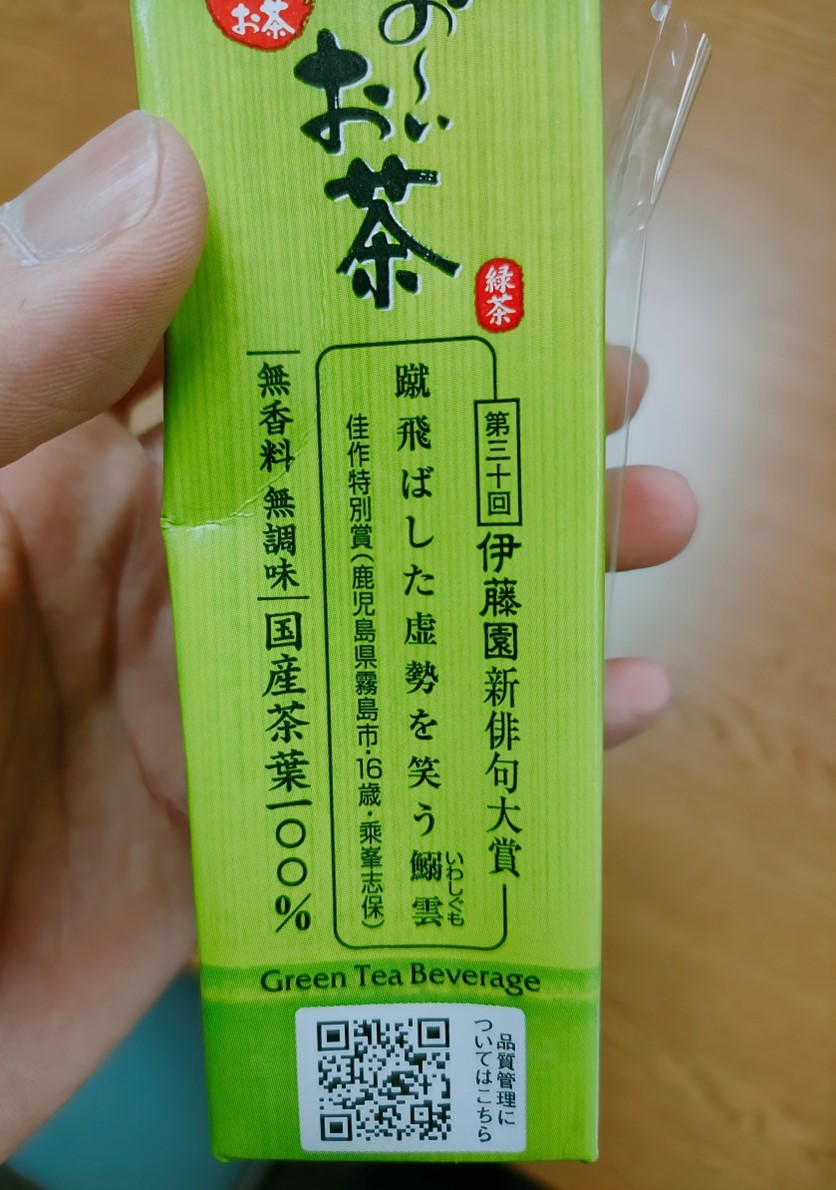 お茶
お〜い
お茶
緑茶
第三十回 伊藤園新俳句大賞
蹴飛ばした虚勢を笑う鰯雲
いわしぐも
佳作特別賞(鹿児島県霧島市・16歳・乘峯志保)
無香料 無調味
国産茶葉一〇〇%
Green Tea Beverage
品質管理に
ついてはこちら